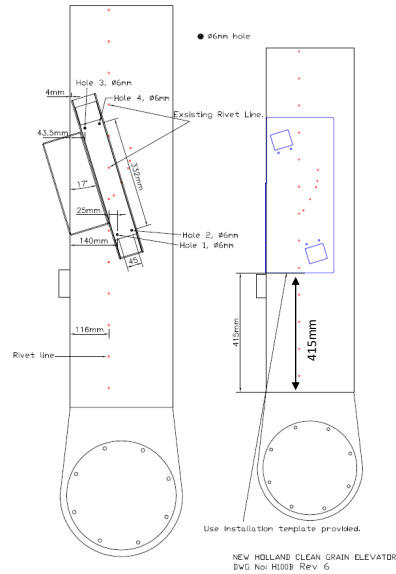 Ø6mm hole
Hole 3, Ø6mm
4mm
Hole 4, Ø6mm
Exsisting Rivet Line.
43.5mm
332mm
17°
25mm
Hole 2, Ø6mm
140mm
Hole 1, Ø6mm
45
116mm
415mm
415mm
Rivet line
Use Installation template provided.
NEW HOLLAND CLEAN GRAIN ELEVATOR
DWG No: H100B Rev 6